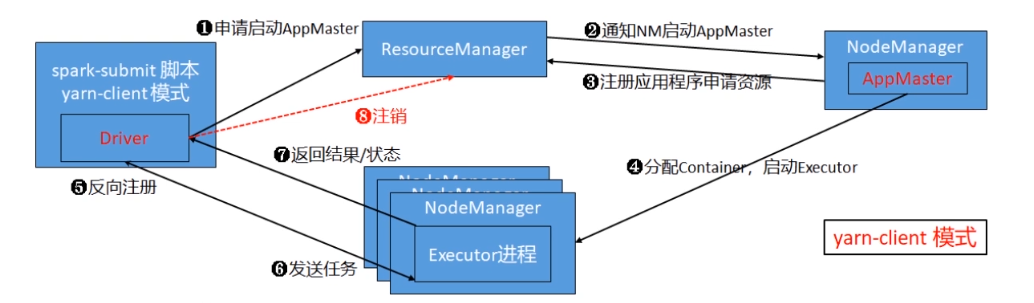 ❶申请启动AppMaster
❷通知NM启动AppMaster
ResourceManager
NodeManager
AppMaster
spark-submit 脚本
yarn-client 模式
Driver
❸注册应用程序申请资源
❽注销
❼返回结果/状态
❹分配Container，启动Executor
❺反向注册
NodeManager
NodeManager
NodeManager
Executor进程
yarn-client 模式
❻发送任务